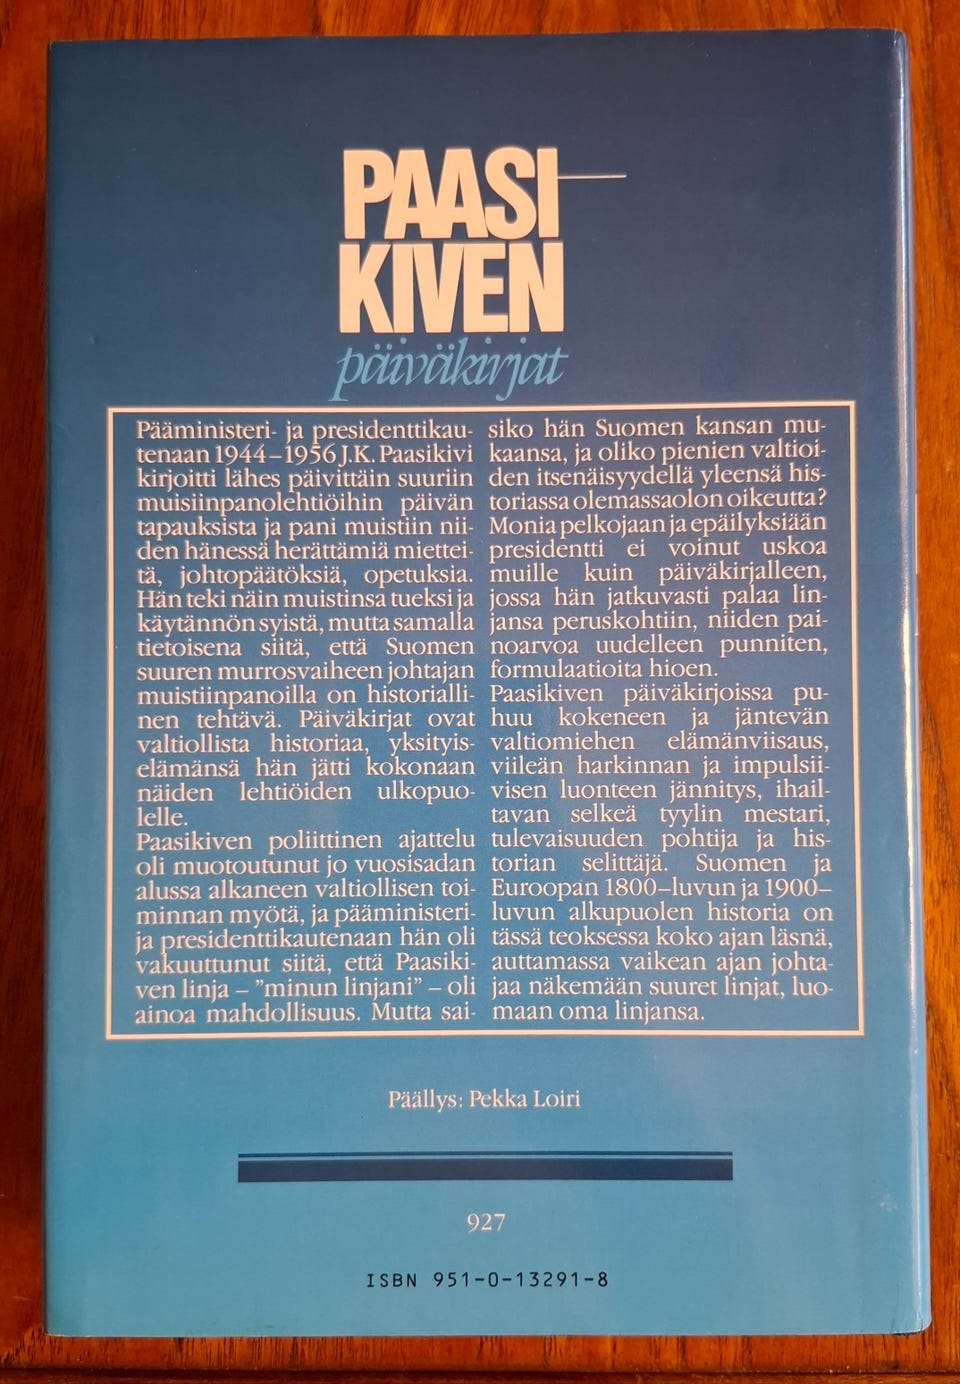 PAASI
KIVEN
päiväkirjat
Pääministeri- ja presidenttikau-
tenaan 1944–1956 J.K. Paasikivi
kirjoitti lähes päivittäin suuriin
muisiinpanolehtiöihin päivän
tapauksista ja pani muistiin nii-
den hänessä herättämiä miettei-
tä, johtopäätöksiä, opetuksia.
Hän teki näin muistinsa tueksi ja
käytännön syistä, mutta samalla
tietoisena siitä, että Suomen
suuren murrosvaiheen johtajan
muistiinpanoilla on historialli-
nen tehtävä. Päiväkirjat ovat
valtiollista historiaa, yksityis-
elämänsä hän jätti kokonaan
näiden lehtiöiden ulkopuo-
lelle.
Paasikiven poliittinen ajattelu
oli muotoutunut jo vuosisadan
alussa alkaneen valtiollisen toi-
minnan myötä, ja pääministeri-
ja presidenttikautenaan hän oli
vakuuttunut siitä, että Paasiki-
ven linja – ”minun linjani” – oli
ainoa mahdollisuus. Mutta sai-
siko hän Suomen kansan mu-
kaansa, ja oliko pienien valtioi-
den itsenäisyydellä yleensä his-
toriassa olemassaolon oikeutta?
Monia pelkojaan ja epäilyksiään
presidentti ei voinut uskoa
muille kuin päiväkirjalleen,
jossa hän jatkuvasti palaa lin-
jansa peruskohtiin, niiden pai-
noarvoa uudelleen punniten,
formulaatioita hioen.
Paasikiven päiväkirjoissa pu-
huu kokeneen ja jäntevän
valtiomiehen elämänviisaus,
viileän harkinnan ja impulsii-
visen luonteen jännitys, ihail-
tavan selkeä tyylin mestari,
tulevaisuuden pohtija ja his-
torian selittäjä. Suomen ja
Euroopan 1800–luvun ja 1900–
luvun alkupuolen historia on
tässä teoksessa koko ajan läsnä,
auttamassa vaikean ajan johta-
jaa näkemään suuret linjat, luo-
maan oma linjansa.
Päällys: Pekka Loiri
927
ISBN 951-0-13291-8